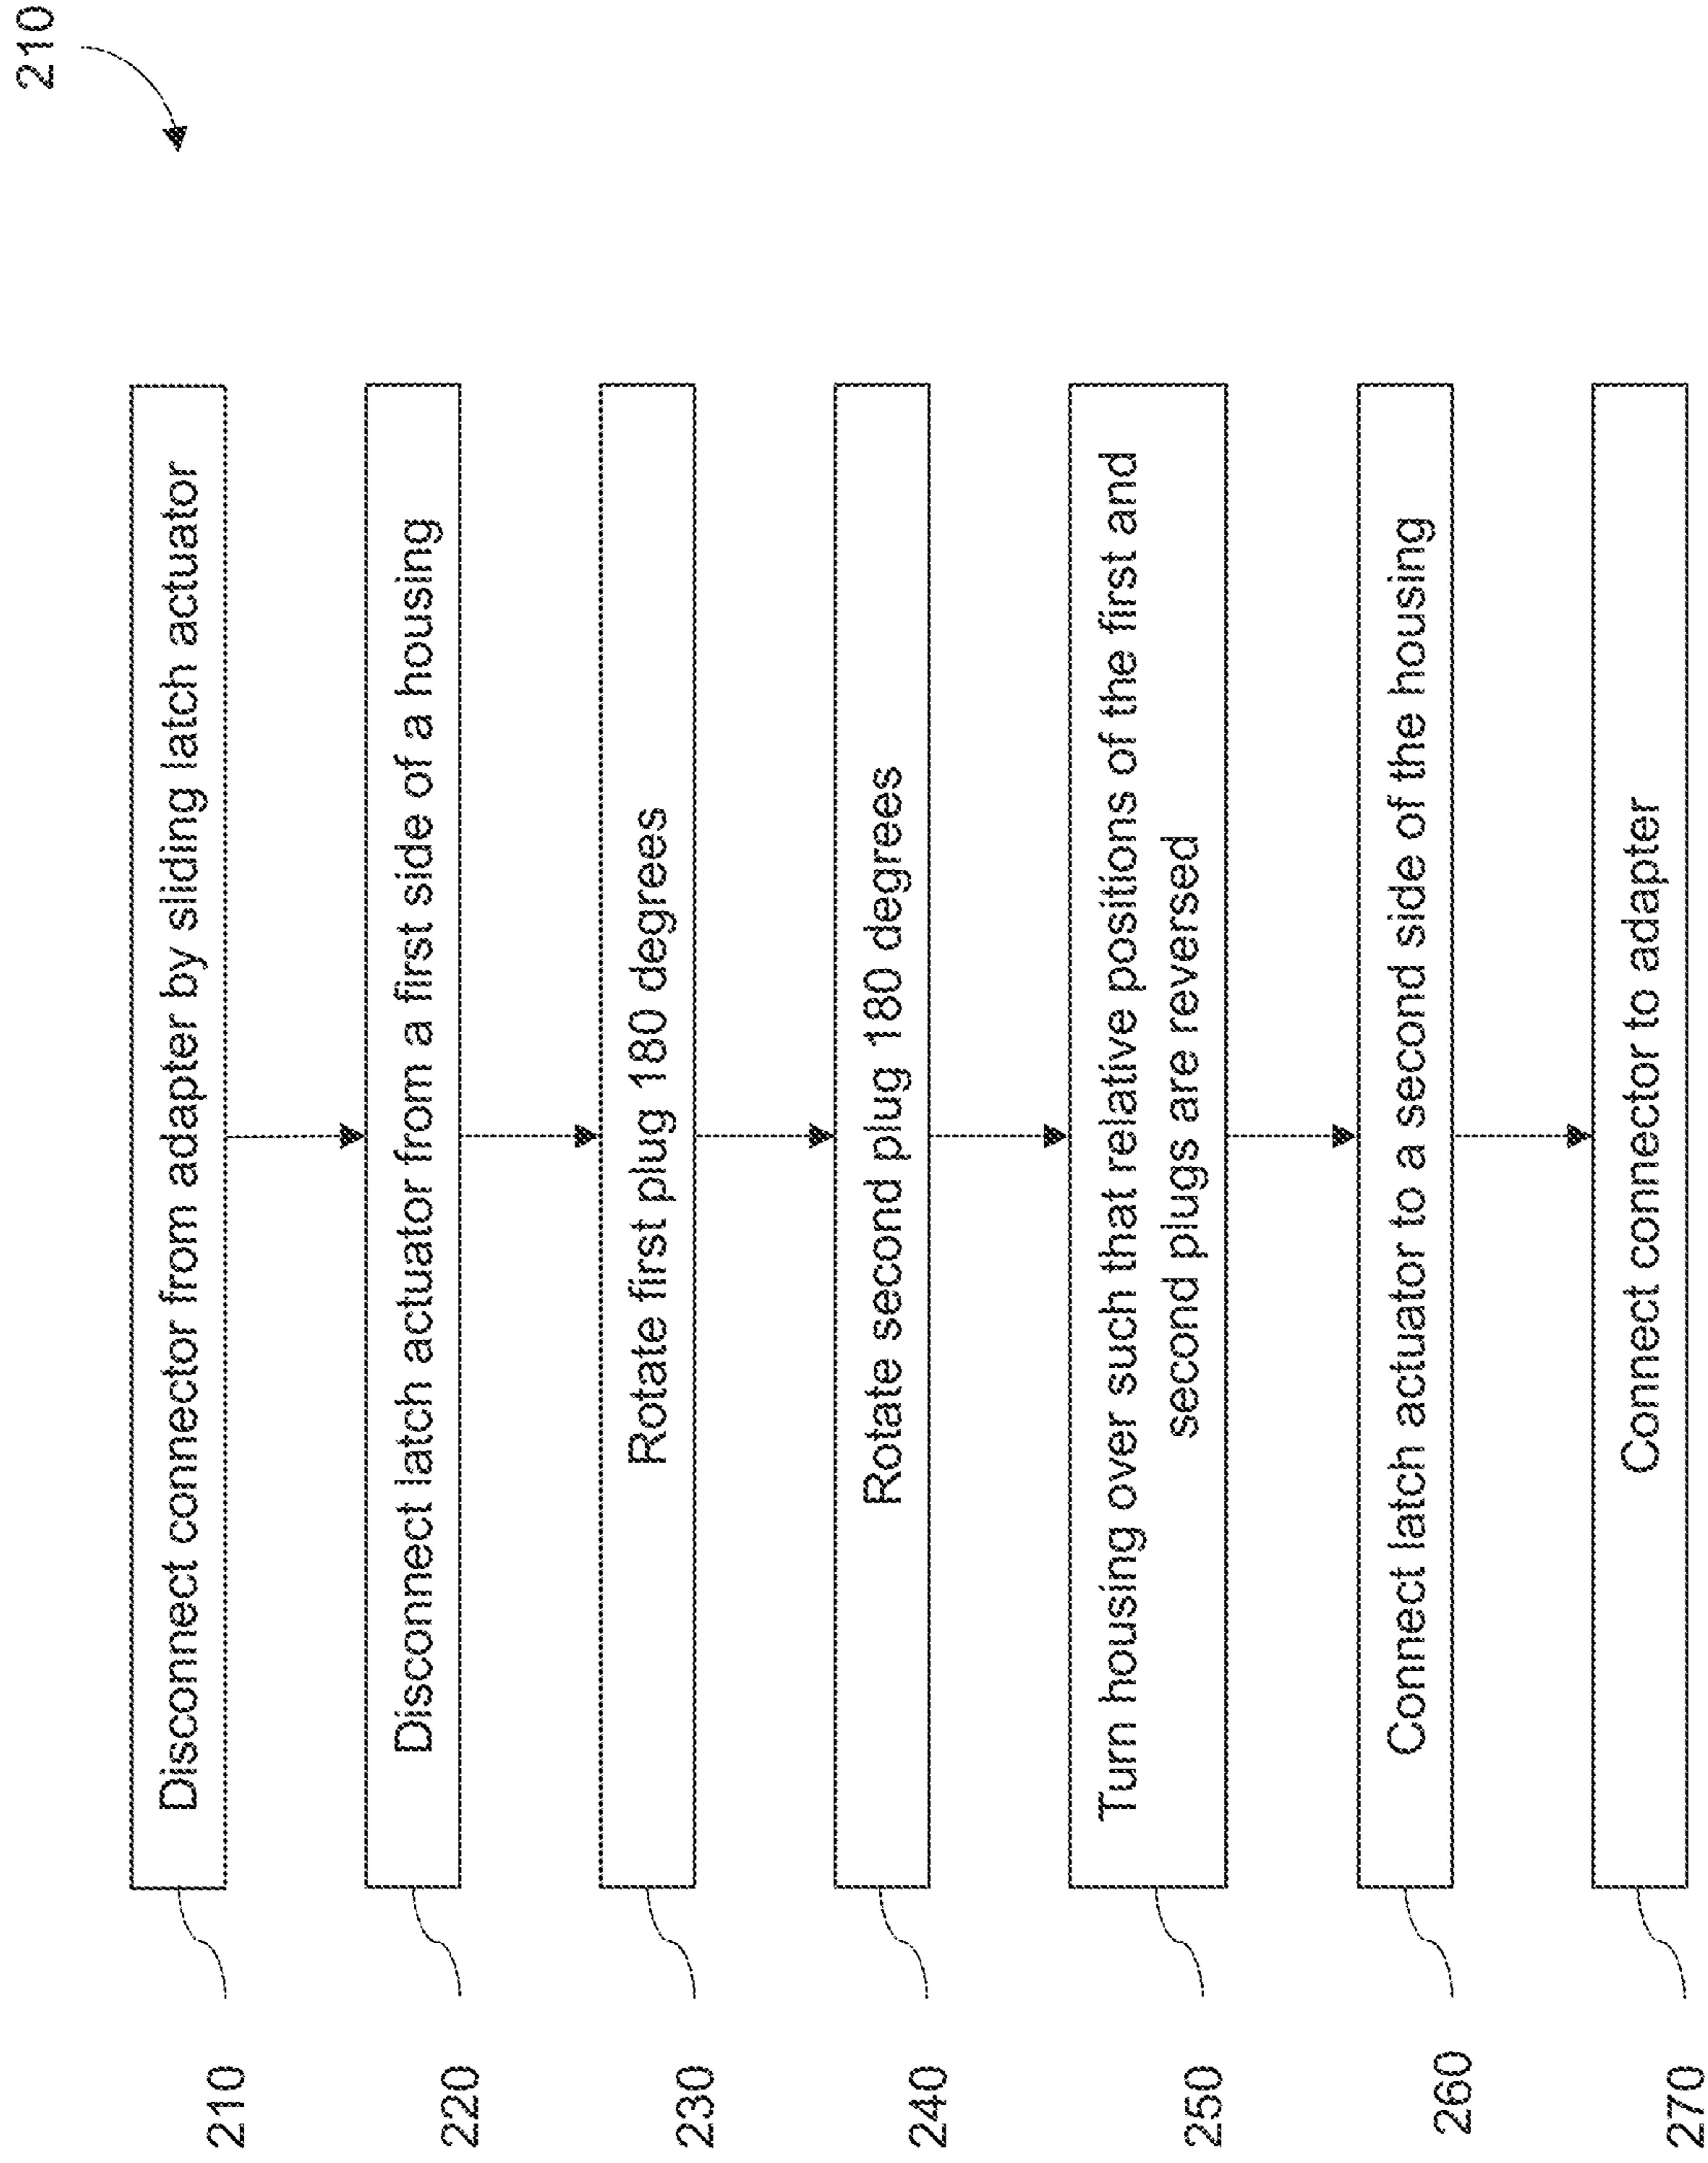 210
210
Disconnect connector from adapter by sliding latch actuator
220
Disconnect latch actuator from a first side of a housing
230
Rotate first plug 180 degrees
240
Rotate second plug 180 degrees
250
Turn housing over such that relative positions of the first and
second plugs are reversed
260
Connect latch actuator to a second side of the housing
270
Connect connector to adapter